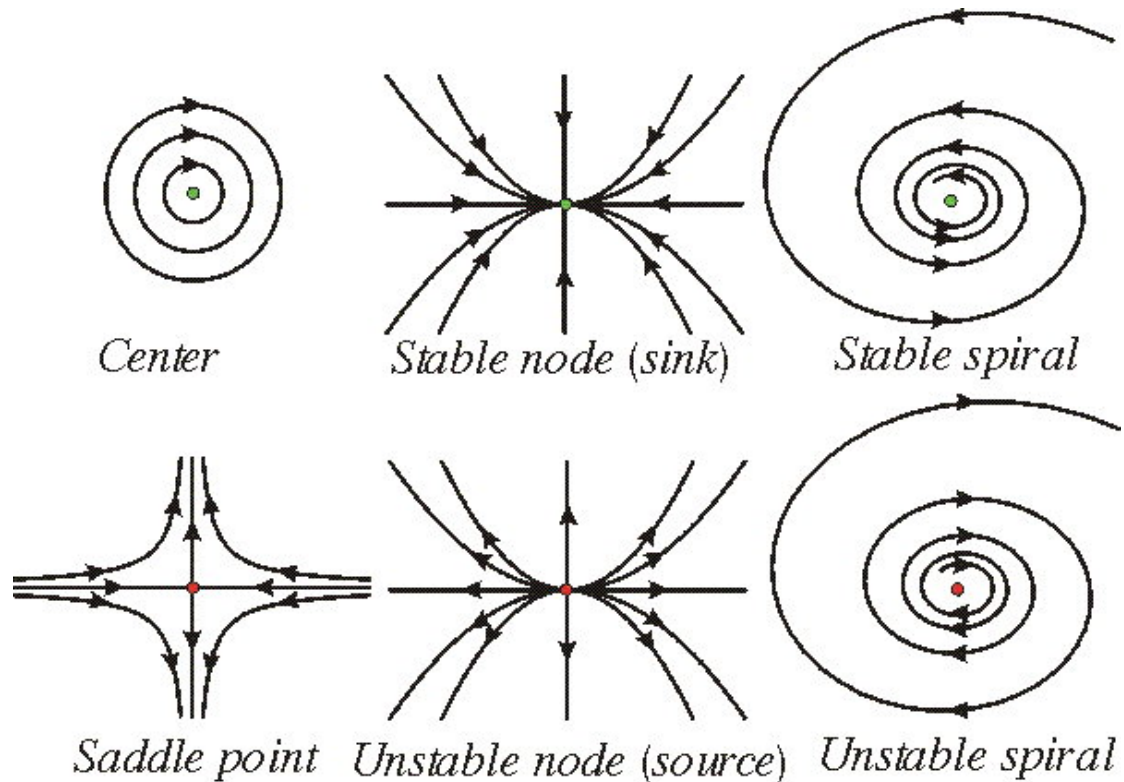 Center
Stable node (sink)
Stable spiral
Saddle point
Unstable node (source)
Unstable spiral